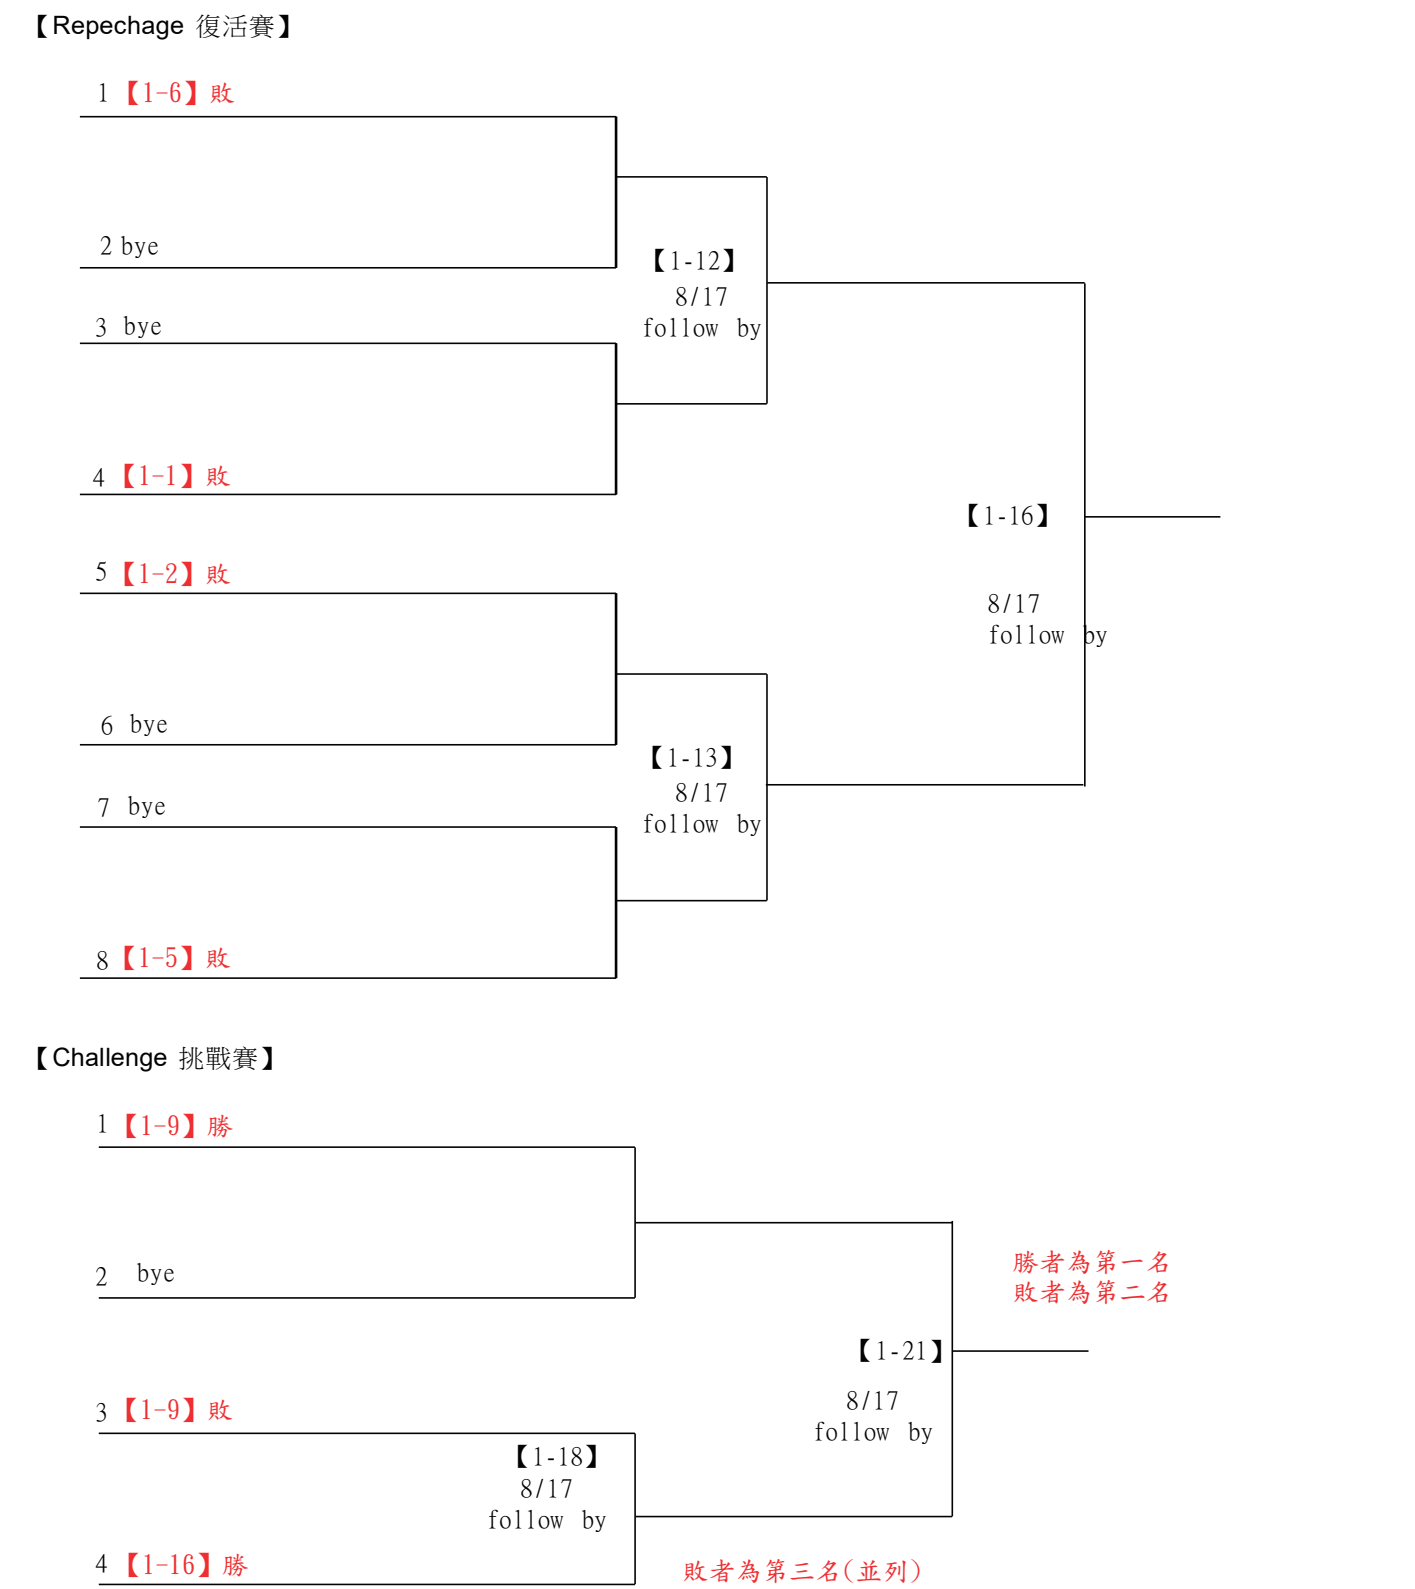 【Repechage 復活賽】
1 【1-6】敗
2 bye
【1-12】
8/17
follow by
3 bye
4 【1-1】敗
【1-16】
8/17
follow by
5 【1-2】敗
6 bye
【1-13】
8/17
follow by
7 bye
8 【1-5】敗
【Challenge 挑戰賽】
1 【1-9】勝
2 bye
勝者為第一名
敗者為第二名
【1-21】
8/17
follow by
3 【1-9】敗
【1-18】
8/17
follow by
4 【1-16】勝
敗者為第三名(並列)